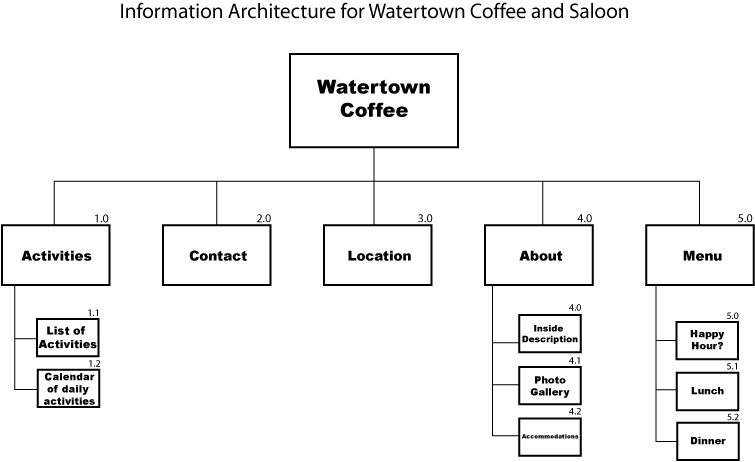 Information Architecture for Watertown Coffee and Saloon
Watertown
Coffee
1.0
Activities
2.0
Contact
3.0
Location
4.0
About
5.0
Menu
1.1
List of
Activities
1.2
Calendar
of daily
activities
4.0
Inside
Description
4.1
Photo
Gallery
4.2
Accommodations
5.0
Happy
Hour?
5.1
Lunch
5.2
Dinner